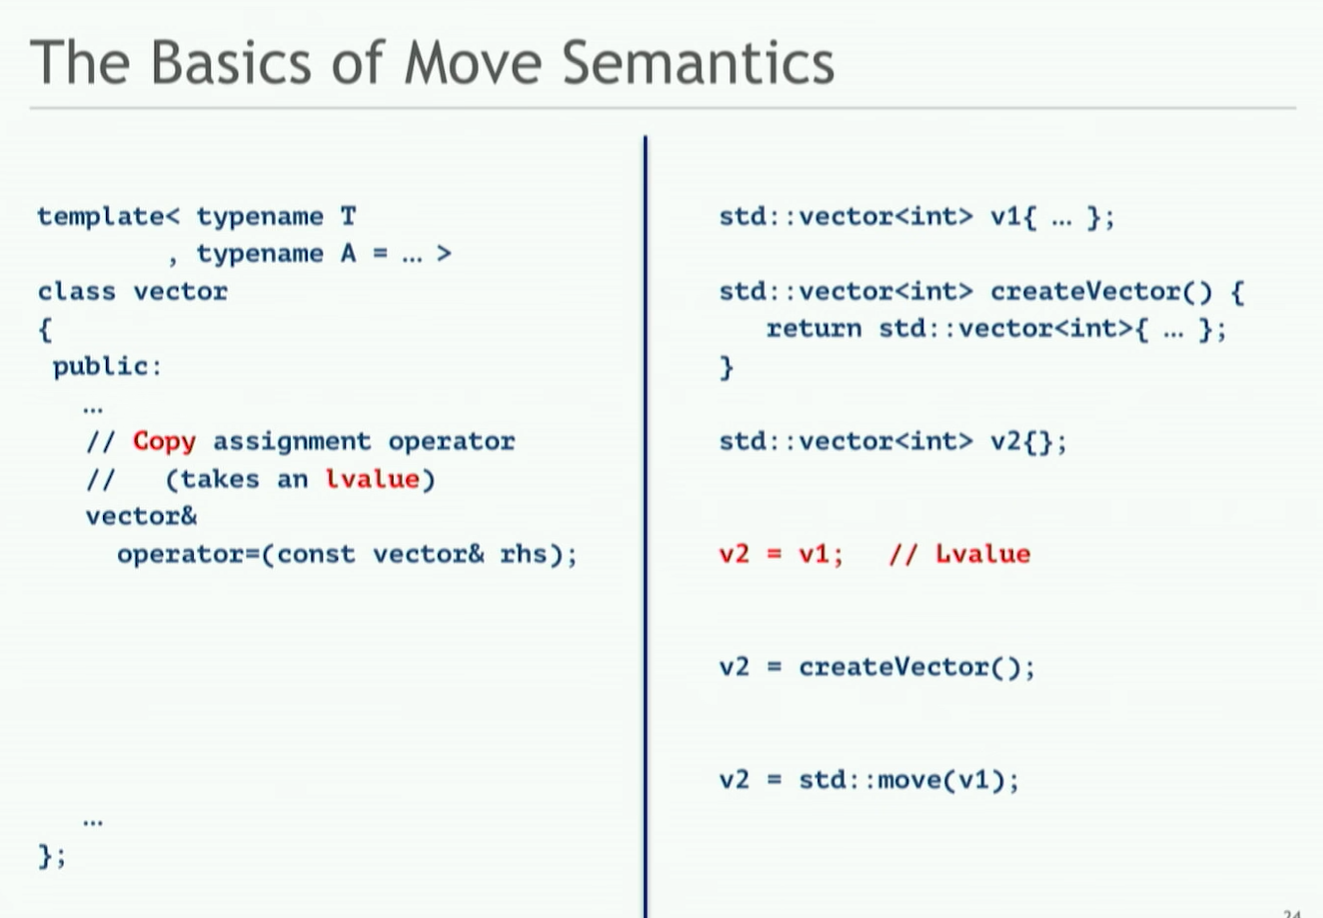 The Basics of Move Semantics
template< typename T
, typename A = … >
class vector
{
public:
…
// Copy assignment operator
// (takes an lvalue)
vector&
operator=(const vector& rhs);
…
};
std::vector<int> v1{ … };
std::vector<int> createVector() {
return std::vector<int>{ … };
}
std::vector<int> v2{};
v2 = v1; // Lvalue
v2 = createVector();
v2 = std::move(v1);